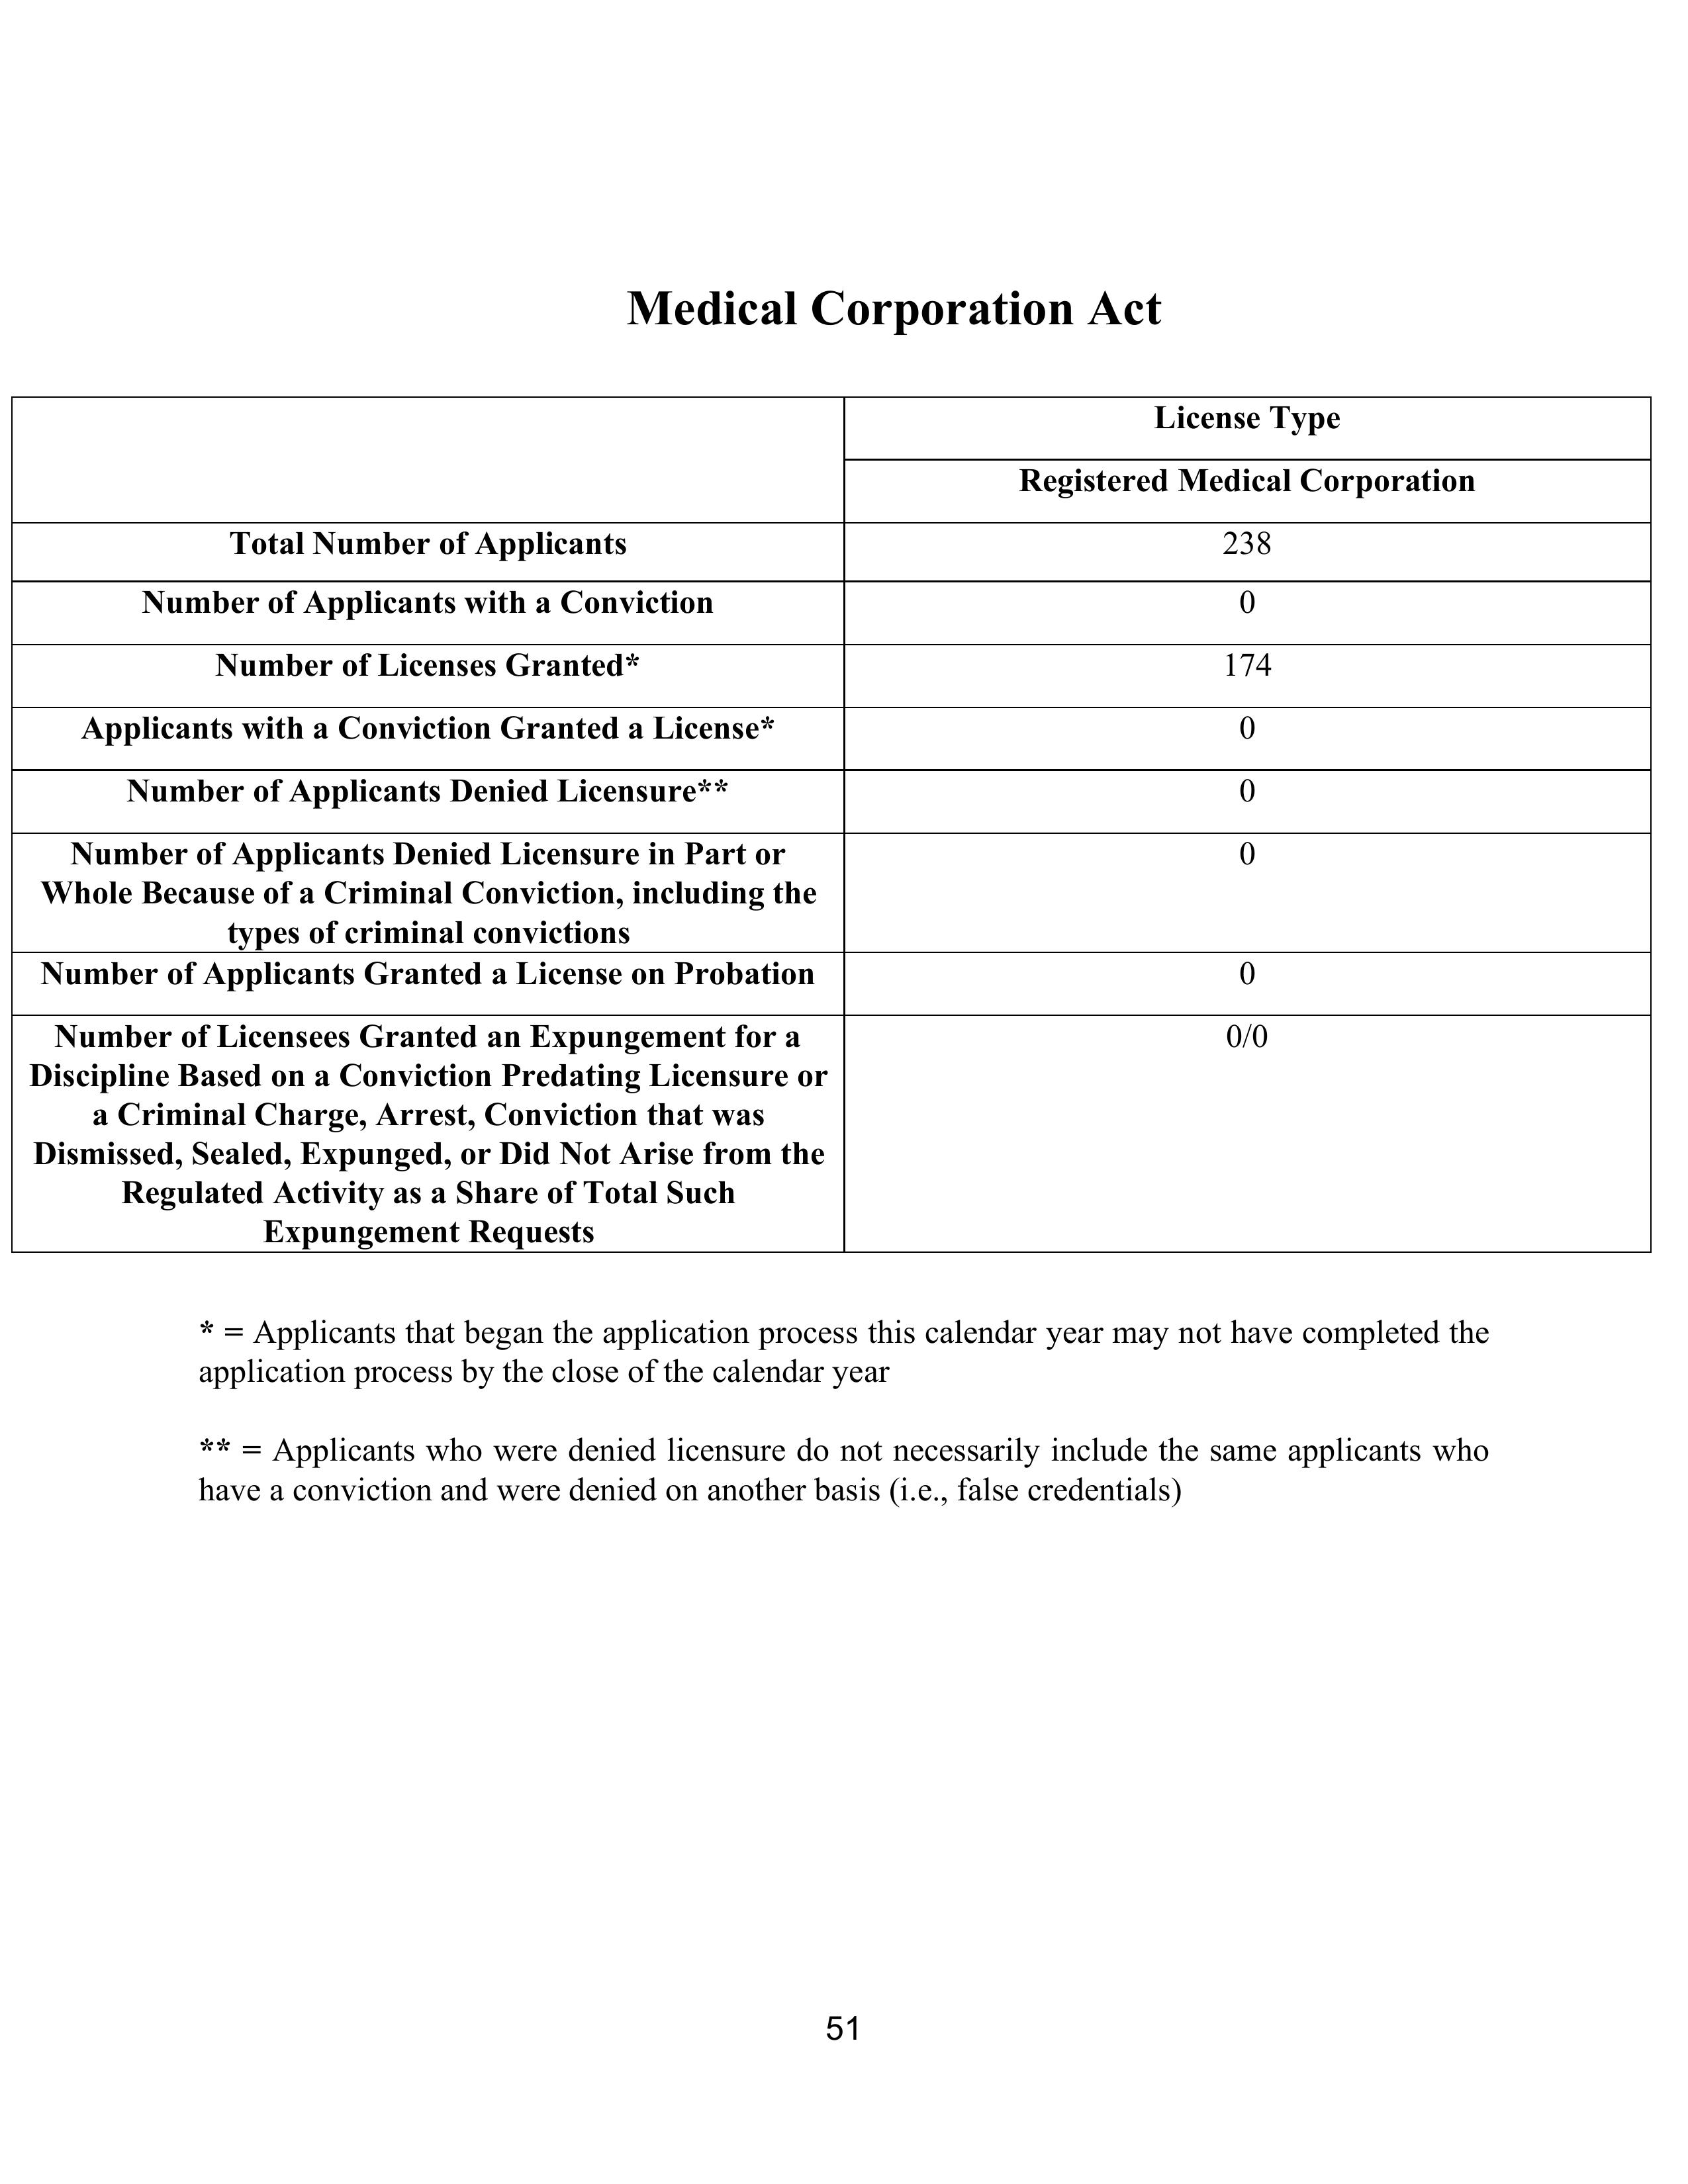 Medical Corporation Act
License Type
Registered Medical Corporation
Total Number of Applicants
238
Number of Applicants with a Conviction
0
Number of Licenses Granted*
174
Applicants with a Conviction Granted a License*
0
Number of Applicants Denied Licensure**
0
Number of Applicants Denied Licensure in Part or
Whole Because of a Criminal Conviction, including the
types of criminal convictions
0
Number of Applicants Granted a License on Probation
0
Number of Licensees Granted an Expungement for a
Discipline Based on a Conviction Predating Licensure or
a Criminal Charge, Arrest, Conviction that was
Dismissed, Sealed, Expunged, or Did Not Arise from the
Regulated Activity as a Share of Total Such
Expungement Requests
0/0
* = Applicants that began the application process this calendar year may not have completed the
application process by the close of the calendar year
** = Applicants who were denied licensure do not necessarily include the same applicants who
have a conviction and were denied on another basis (i.e., false credentials)
51